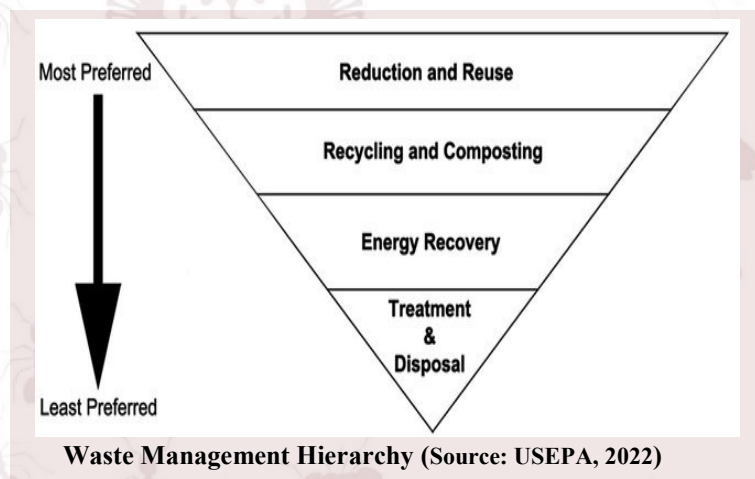 Most Preferred
Reduction and Reuse
Recycling and Composting
Energy Recovery
Treatment
&
Disposal
Least Preferred
Waste Management Hierarchy (Source: USEPA, 2022)